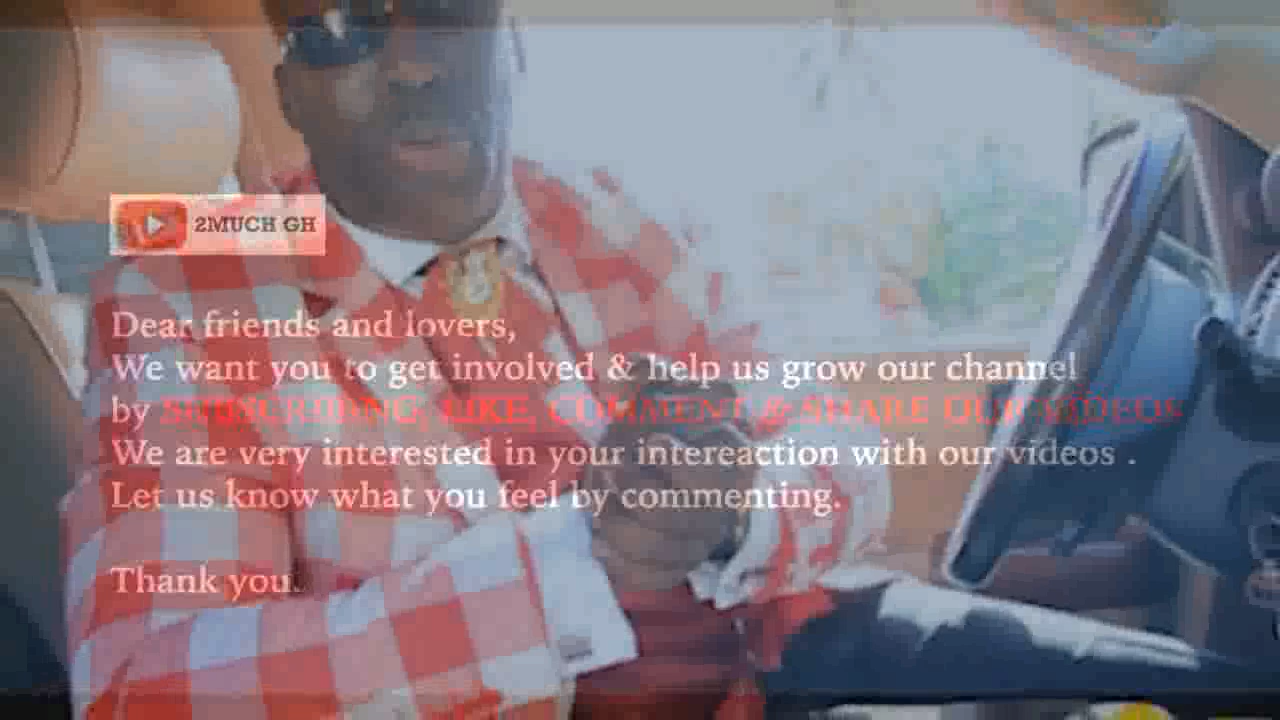 2MUCH GH
Dear friends and lovers,
We want you to get involved & help us grow our channel
by SUBSCRIBING, LIKE, COMMENT & SHARE OUR VIDEOS
We are very interested in your intereaction with our videos .
Let us know what you feel by commenting.
Thank you.